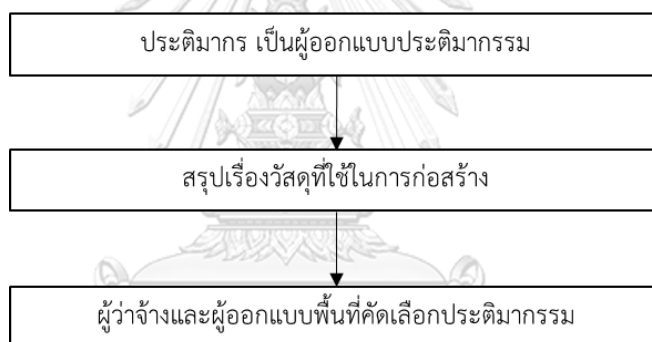 ประติมากร เป็นผู้ออกแบบประติมากรรม
สรุปเรื่องวัสดุที่ใช้ในการก่อสร้าง
ผู้ว่าจ้างและผู้ออกแบบพื้นที่คัดเลือกประติมากรรม